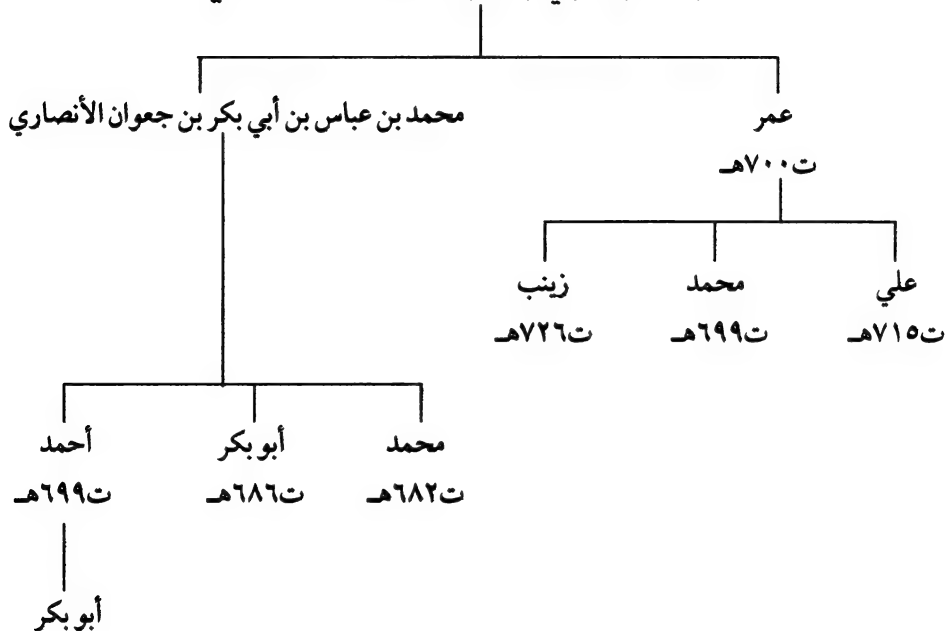 عمر
محمد بن عباس بن أبي بكر بن جعوان الأنصاري
ت٧٠٠هـ
علي
محمد
زينب
ت٧١٥هـ
ت٦٩٩هـ
ت٧٢٦هـ
محمد
أبو بكر
أحمد
ت٦٨٢هـ
ت٦٨٦هـ
ت٦٩٩هـ
أبو بكر